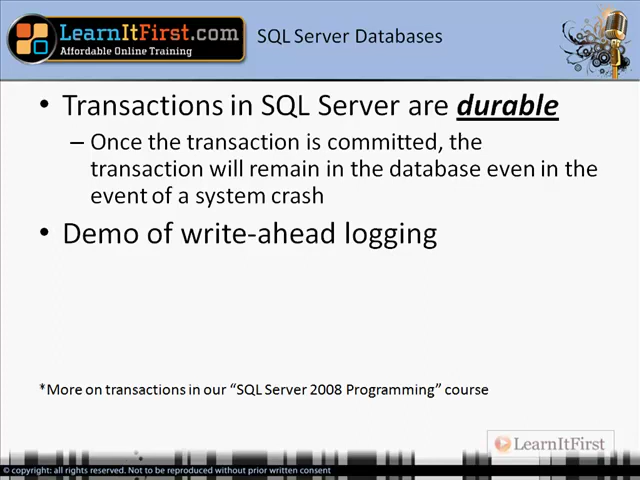 LearnItFirst.com
Affordable Online Training
SQL Server Databases
• Transactions in SQL Server are durable
– Once the transaction is committed, the
transaction will remain in the database even in the
event of a system crash
• Demo of write-ahead logging
*More on transactions in our “SQL Server 2008 Programming” course
LearnItFirst
© copyright: all rights reserved. Not to be reproduced without prior written consent